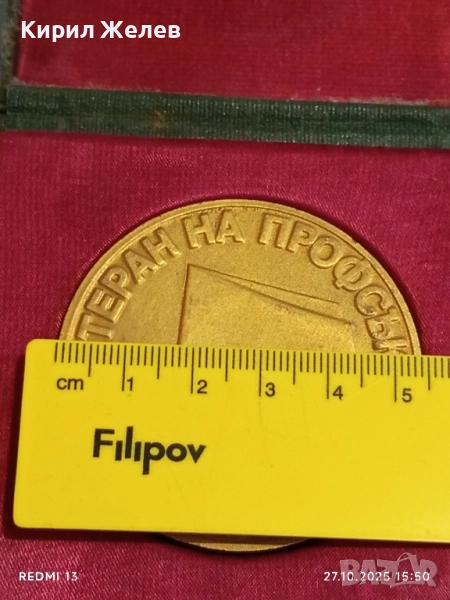 Кирил Желев
ТЕРАН НА ПРОФСЪ
cm 1 2 3 4 5
Filipov
BAZAR
REDMI 13
27.10.2025 15:50